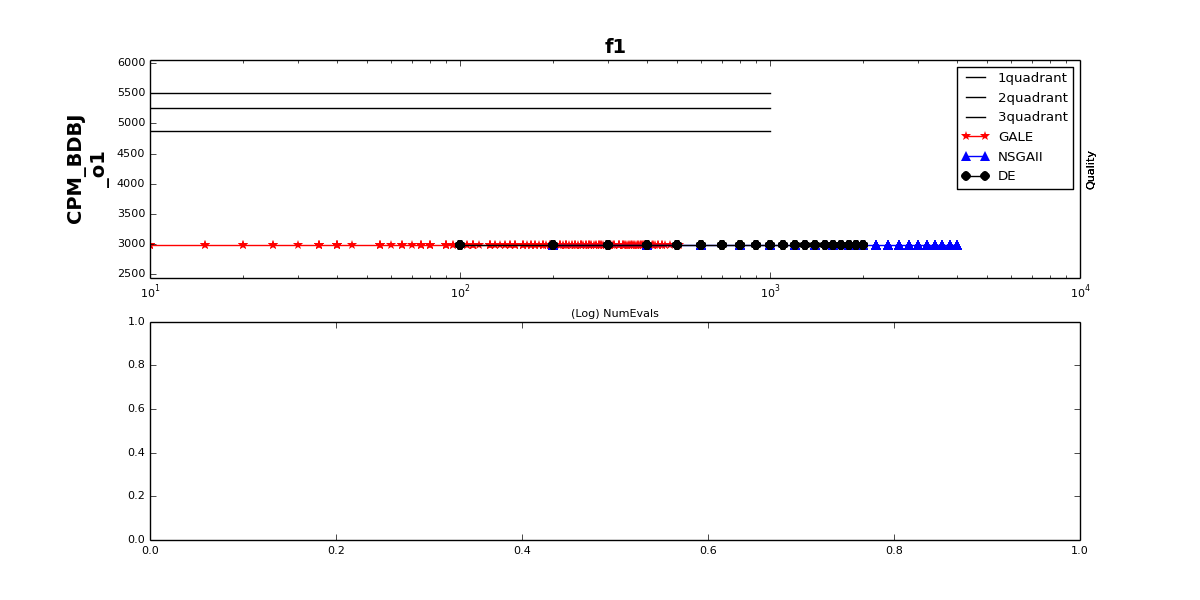 f1
CPM_BDBJ
_o1
6000
5500
5000
4500
4000
3500
3000
2500
1quadrant
2quadrant
3quadrant
GALE
NSGAII
DE
Quality
10^1 10^2 10^3 10^4
(Log) NumEvals
1.0
0.8
0.6
0.4
0.2
0.0
0.0 0.2 0.4 0.6 0.8 1.0